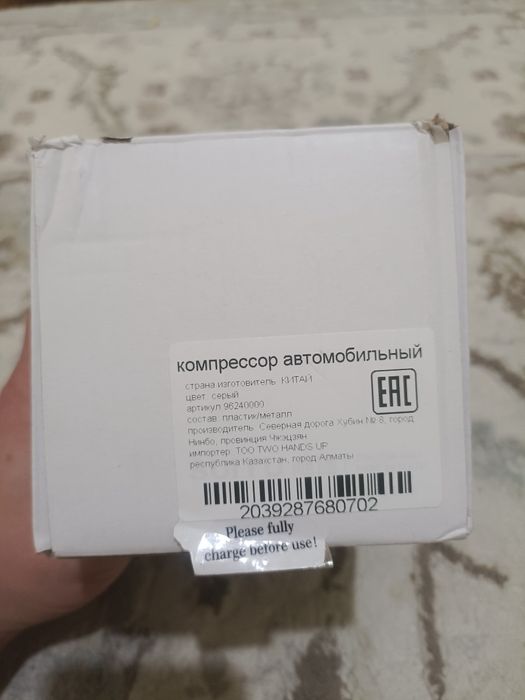 компрессор автомобильный
страна изготовитель: КИТАЙ
цвет: серый
артикул 96240000
состав: пластик/металл
EAC
производитель: Северная дорога Хубин № 8, город
Нинбо, провинция Чжэцзян
импортер: TOO TWO HANDS UP
республика Казахстан, город Алматы
2039287680702
Please fully
charge before use!